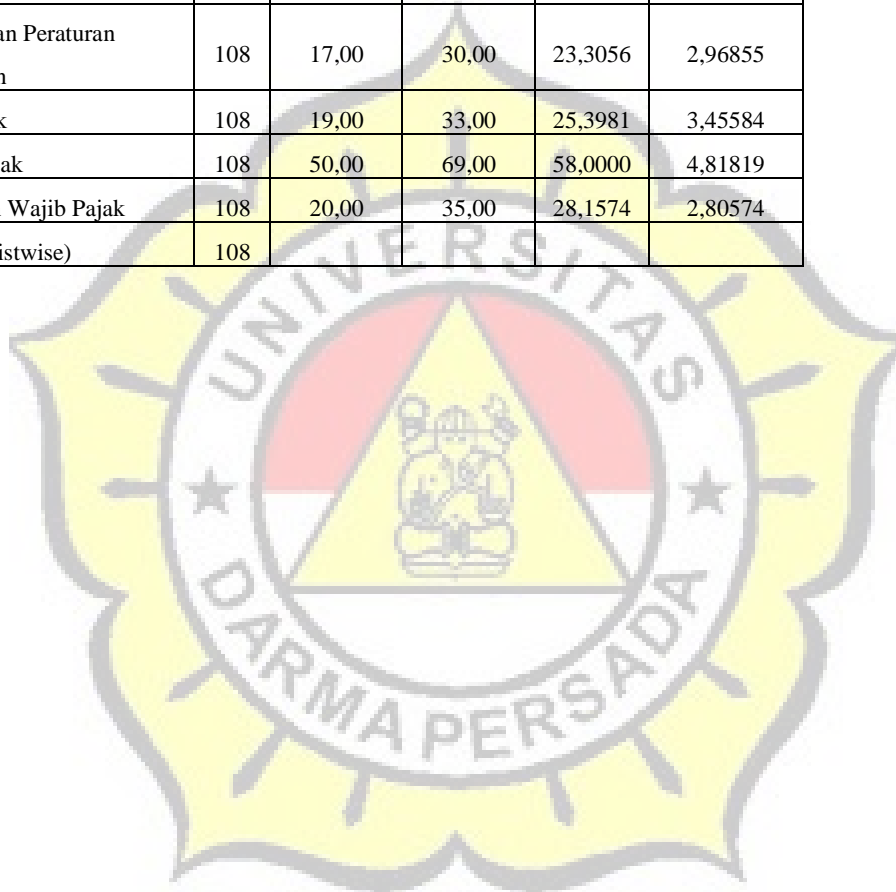 an Peraturan
n
108 17,00 30,00 23,3056 2,96855
k 108 19,00 33,00 25,3981 3,45584
ak 108 50,00 69,00 58,0000 4,81819
Wajib Pajak 108 20,00 35,00 28,1574 2,80574
istwise) 108
UNIVERSITAS
DARMA PERSADA